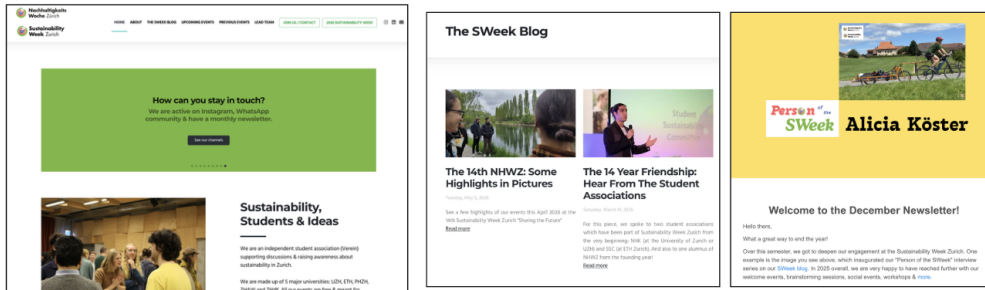 Nachhaltigkeits
Woche Zürich
Sustainability
Week Zurich
HOME ABOUT THE SWEEK BLOG UPCOMING EVENTS PREVIOUS EVENTS LEAD TEAM JOIN US / CONTACT
How can you stay in touch?
We are active on Instagram, WhatsApp
community & have a monthly newsletter.
See our channels
Sustainability,
Students & Ideas
We are an independent student association (Verein)
supporting discussions & raising awareness about
sustainability in Zurich.
We are made up of 5 major universities: UZH, ETH, PHZH,
The SWeek Blog
The 14th NHWZ: Some
Highlights in Pictures
See a few highlights of our events this April 2026 at the
14th Sustainability Week Zurich "Sharing the Future"
Read more
Student
Sustainability
The 14 Year Friendship:
Hear From The Student
Associations
For this piece, we spoke to two student associations
which have been part of Sustainability Week Zurich from
the very beginning: NHK (at the University of Zurich or
UZH) and SSC (at ETH Zurich). And also to one alumnus of
NHWZ from the founding year!
Read more
Person of the
SWeek
Alicia Köster
Welcome to the December Newsletter!
Hello there,
What a great way to end the year!
Over this semester, we got to deepen our engagement at the Sustainability Week Zurich. One
example is the image you see above, which inaugurated our "Person of the SWeek" interview
series on our SWeek blog. In 2025 overall, we are very happy to have reached further with our
welcome events, brainstorming sessions, social events, workshops & more.